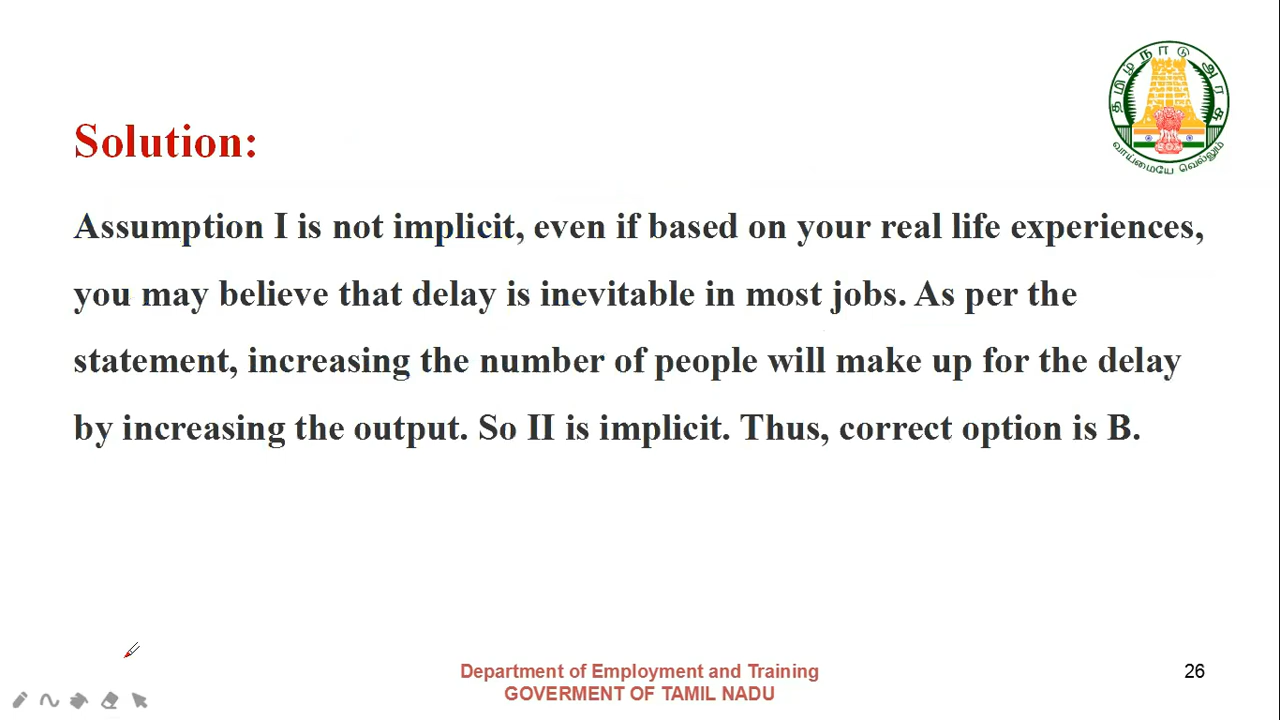 தமிழ்நாடு அரசு
வாய்மையே வெல்லும்
Solution:
Assumption I is not implicit, even if based on your real life experiences,
you may believe that delay is inevitable in most jobs. As per the
statement, increasing the number of people will make up for the delay
by increasing the output. So II is implicit. Thus, correct option is B.
Department of Employment and Training
GOVERMENT OF TAMIL NADU
26